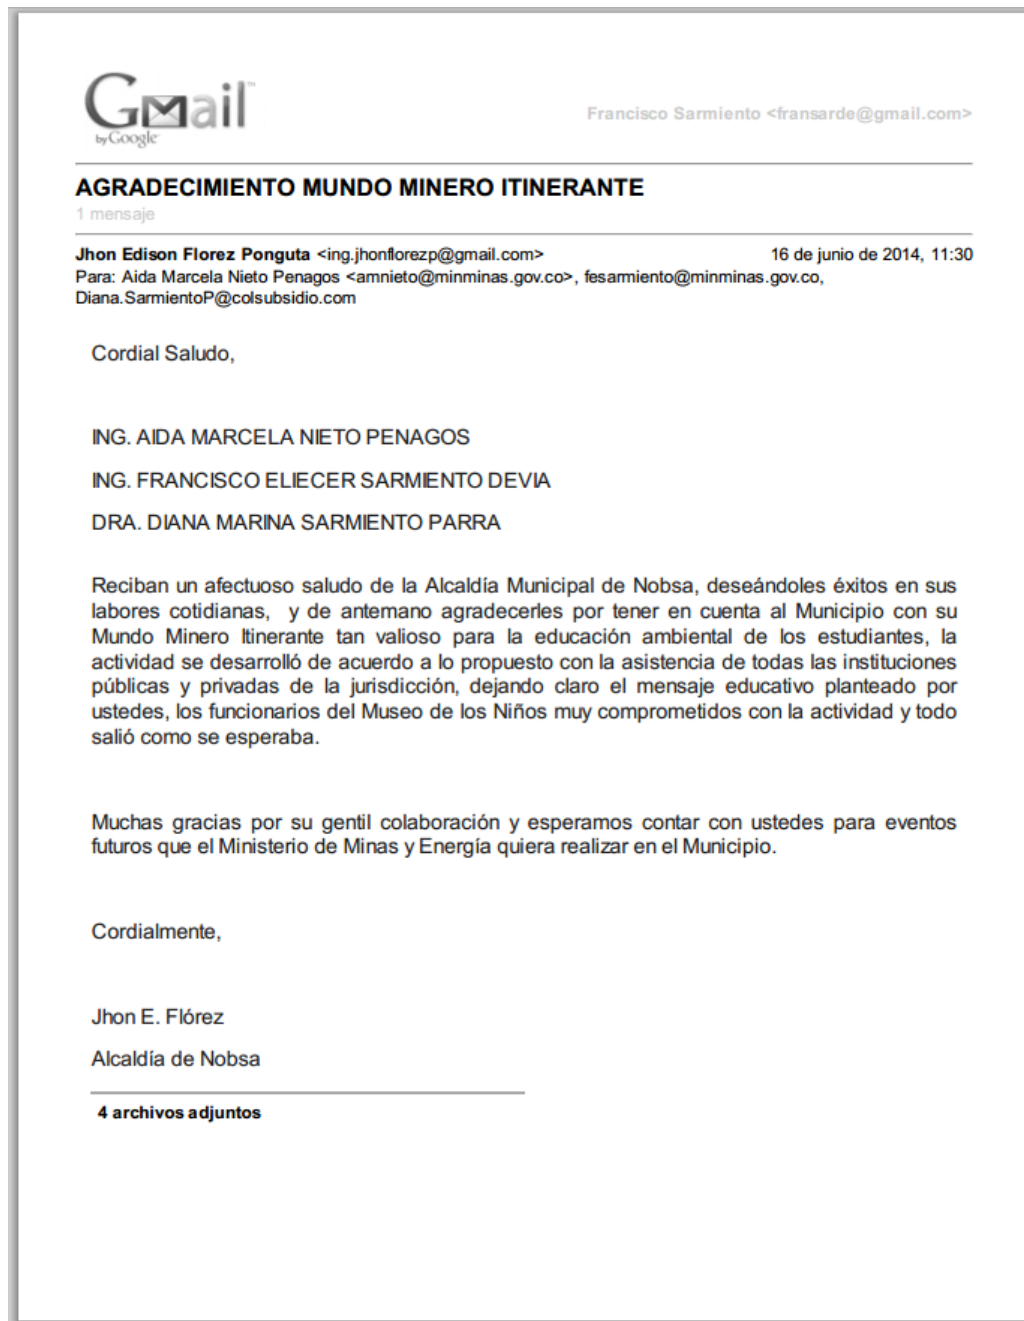 Gmail™
by Google
Francisco Sarmiento <fransarde@gmail.com>
AGRADECIMIENTO MUNDO MINERO ITINERANTE
1 mensaje
Jhon Edison Florez Ponguta <ing.jhonflorezp@gmail.com> 16 de junio de 2014, 11:30
Para: Aida Marcela Nieto Penagos <amnieto@minminas.gov.co>, fesarmiento@minminas.gov.co,
Diana.SarmientoP@colsubsidio.com
Cordial Saludo,
ING. AIDA MARCELA NIETO PENAGOS
ING. FRANCISCO ELIECER SARMIENTO DEVIA
DRA. DIANA MARINA SARMIENTO PARRA
Reciban un afectuoso saludo de la Alcaldía Municipal de Nobsa, deseándoles éxitos en sus
labores cotidianas, y de antemano agradecerles por tener en cuenta al Municipio con su
Mundo Minero Itinerante tan valioso para la educación ambiental de los estudiantes, la
actividad se desarrolló de acuerdo a lo propuesto con la asistencia de todas las instituciones
públicas y privadas de la jurisdicción, dejando claro el mensaje educativo planteado por
ustedes, los funcionarios del Museo de los Niños muy comprometidos con la actividad y todo
salió como se esperaba.
Muchas gracias por su gentil colaboración y esperamos contar con ustedes para eventos
futuros que el Ministerio de Minas y Energía quiera realizar en el Municipio.
Cordialmente,
Jhon E. Flórez
Alcaldía de Nobsa
4 archivos adjuntos